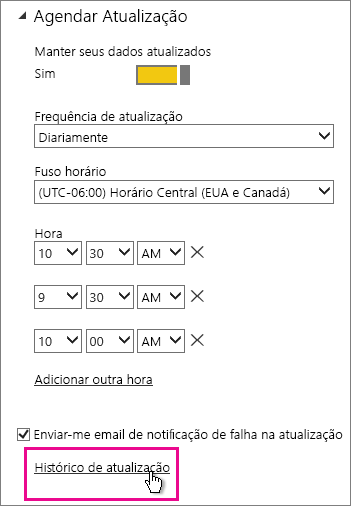 Agendar Atualização
Manter seus dados atualizados
Sim
Frequência de atualização
Diariamente
Fuso horário
(UTC-06:00) Horário Central (EUA e Canadá)
Hora
10 30 AM
9 30 AM
10 00 AM
Adicionar outra hora
Enviar-me email de notificação de falha na atualização
Histórico de atualização